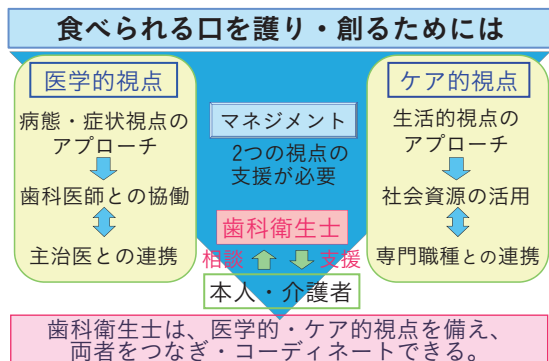 食べられる口を護り・創るためには
医学的視点
病態・症状視点の
アプローチ
歯科医師との協働
主治医との連携
マネジメント
2つの視点の
支援が必要
歯科衛生士
相談
支援
本人・介護者
ケア的視点
生活的視点の
アプローチ
社会資源の活用
専門職種との連携
歯科衛生士は、医学的・ケア的視点を備え、
両者をつなぎ・コーディネートできる。